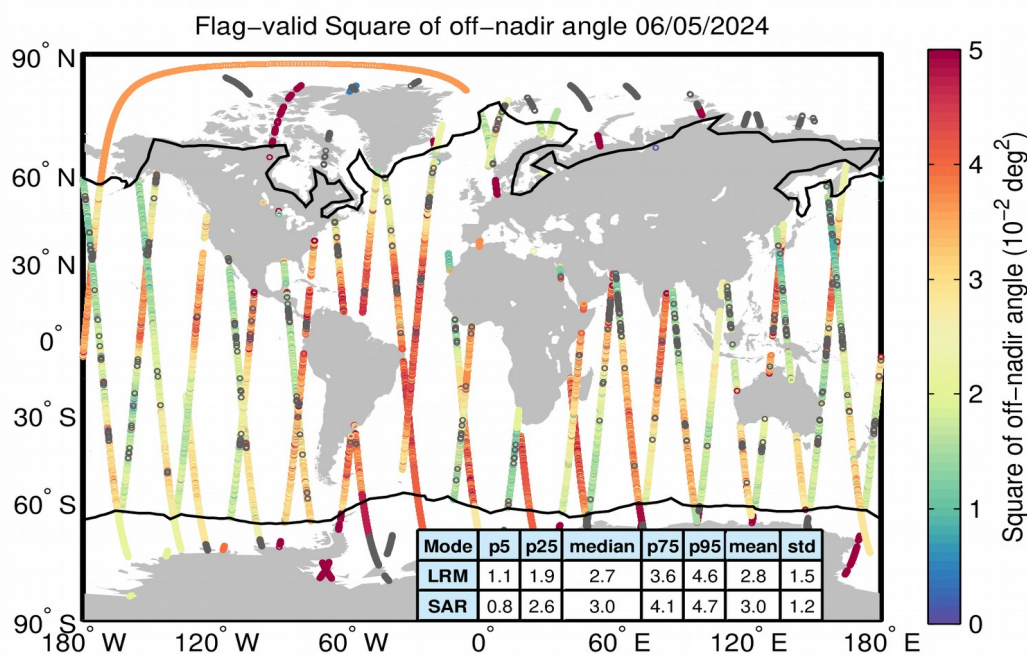 Flag−valid Square of off−nadir angle 06/05/2024
90° N
60° N
30° N
0°
30° S
60° S
90° S
180° W
120° W
60° W
0°
60° E
120° E
180° E
Mode p5 p25 median p75 p95 mean std
LRM 1.1 1.9 2.7 3.6 4.6 2.8 1.5
SAR 0.8 2.6 3.0 4.1 4.7 3.0 1.2
5
4
3
2
1
0
Square of off−nadir angle (10⁻² deg²)